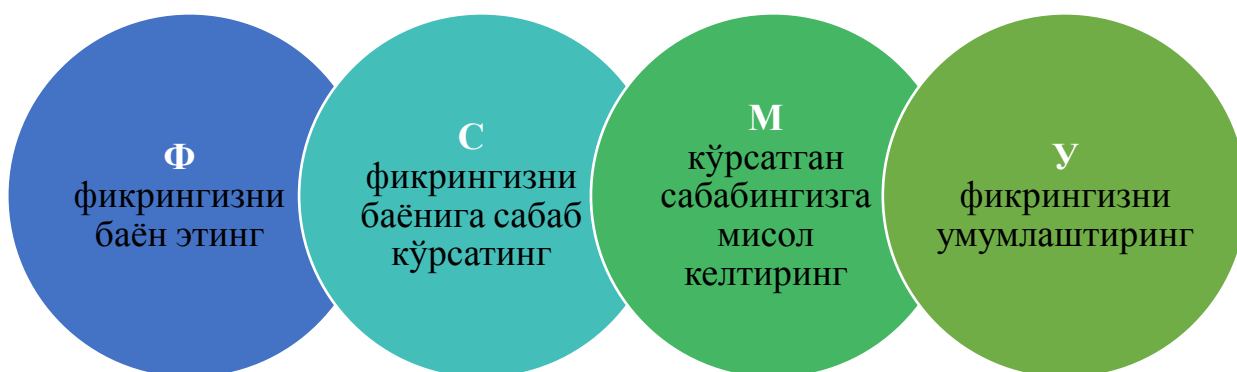 Ф
фикрингизни
баён этинг
С
фикрингизни
баёнига сабаб
кўрсатинг
М
кўрсатган
сабабингизга
мисол
келтиринг
У
фикрингизни
умумлаштиринг